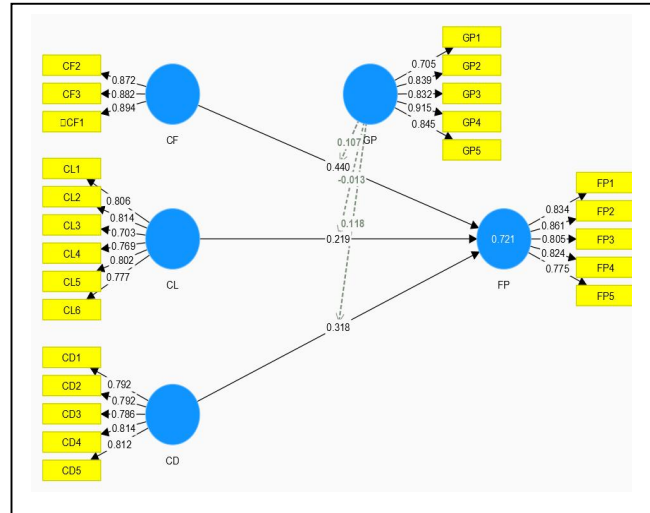 CF2
CF3
□CF1
0.872
0.882
0.894
CF
GP1
GP2
GP3
GP4
GP5
0.705
0.839
0.832
0.915
0.845
GP
0.107
0.440
-0.013
0.118
0.219
0.318
CL1
CL2
CL3
CL4
CL5
CL6
0.806
0.814
0.703
0.769
0.802
0.777
CL
0.721
FP
0.834
0.861
0.805
0.824
0.775
FP1
FP2
FP3
FP4
FP5
CD1
CD2
CD3
CD4
CD5
0.792
0.792
0.786
0.814
0.812
CD